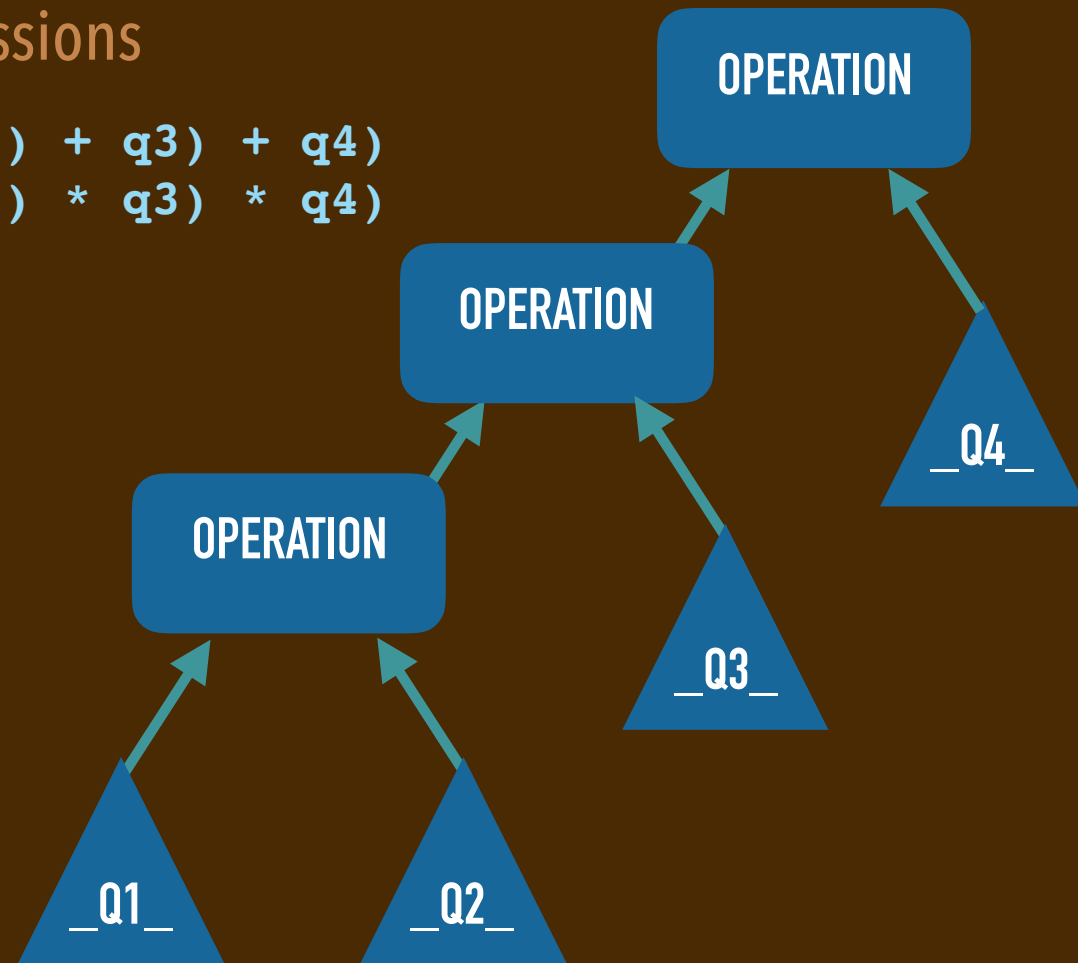 ssions
) + q3) + q4)
) * q3) * q4)
OPERATION
OPERATION
OPERATION
_Q4_
_Q3_
_Q1_
_Q2_